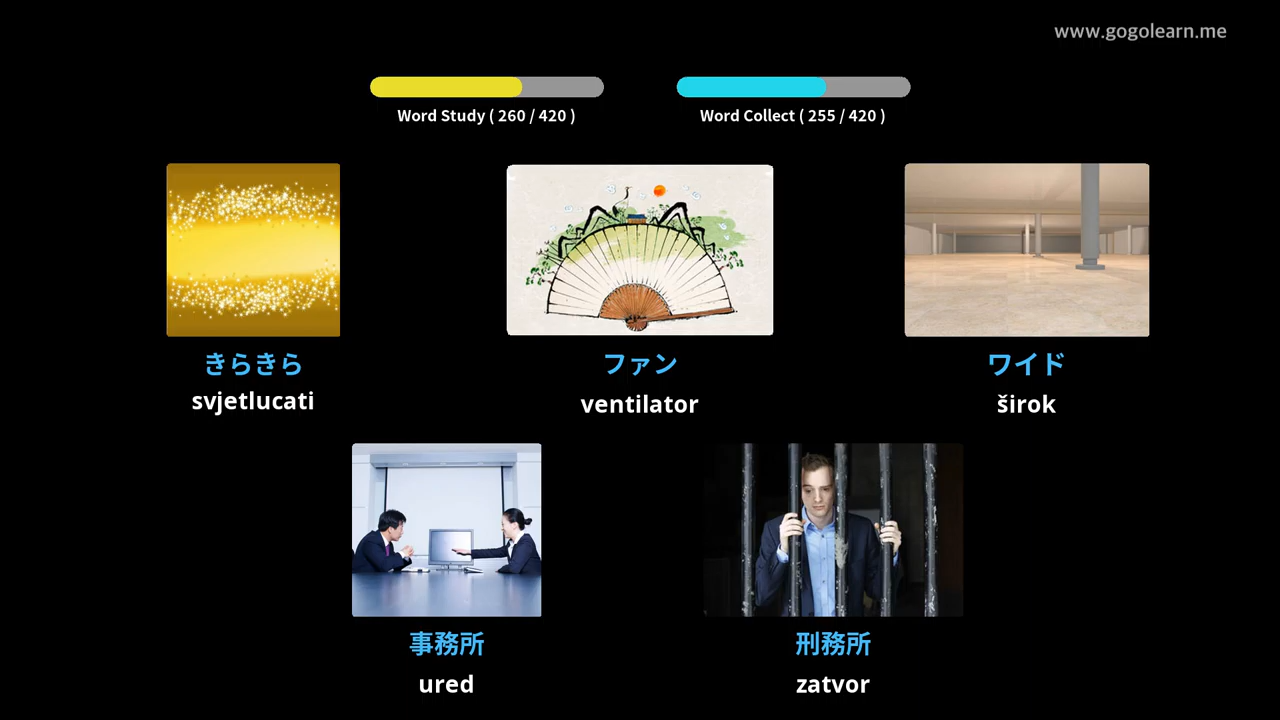 www.gogolearn.me
Word Study ( 260 / 420 )
Word Collect ( 255 / 420 )
きらきら
svjetlucati
ファン
ventilator
ワイド
širok
事務所
ured
刑務所
zatvor